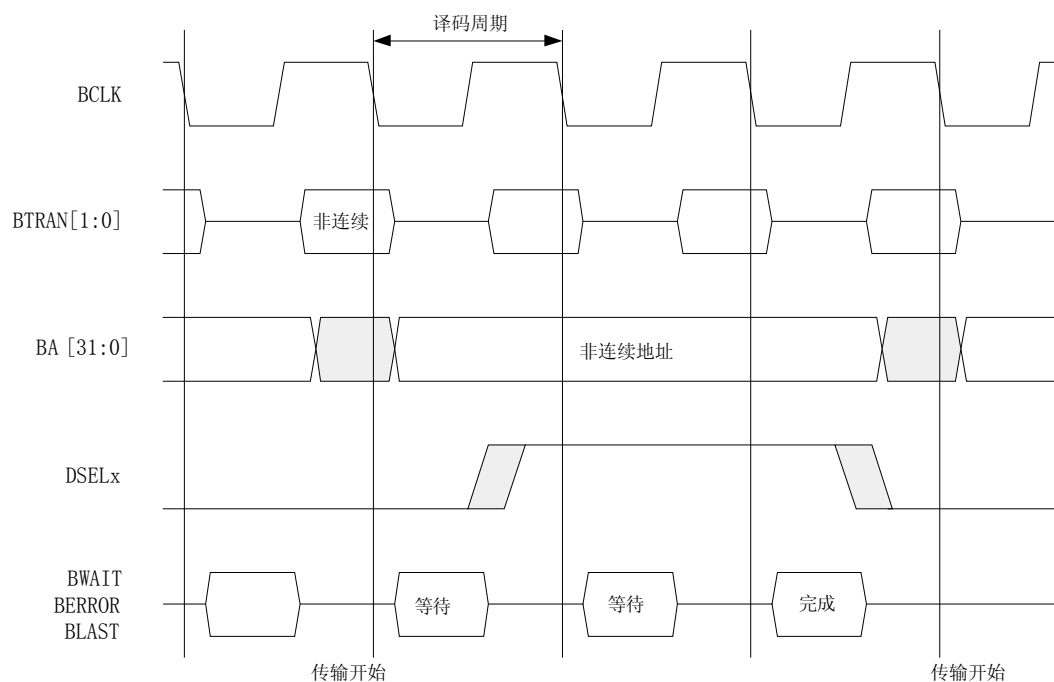 译码周期
BCLK
BTRAN[1:0]
非连续
BA [31:0]
非连续地址
DSELx
BWAIT
BERROR
BLAST
等待
等待
完成
传输开始
传输开始